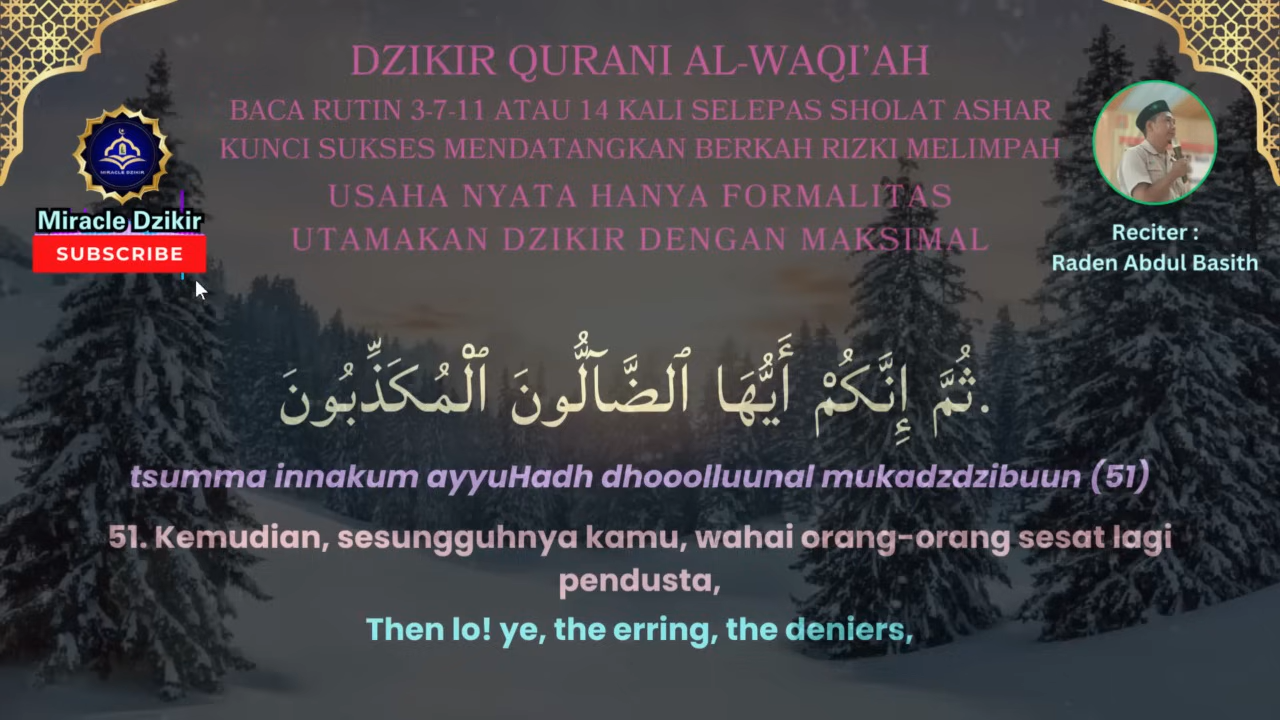 DZIKIR QURANI AL-WAQI'AH
BACA RUTIN 3-7-11 ATAU 14 KALI SELEPAS SHOLAT ASHAR
KUNCI SUKSES MENDATANGKAN BERKAH RIZKI MELIMPAH
USAHA NYATA HANYA FORMALITAS
UTAMAKAN DZIKIR DENGAN MAKSIMAL
MIRACLE DZIKIR
Miracle Dzikir
SUBSCRIBE
Reciter :
Raden Abdul Basith
.ثُمَّ إِنَّكُمْ أَيُّهَا ٱلضَّآلُّونَ ٱلْمُكَذِّبُونَ
tsumma innakum ayyuHadh dhooolluunal mukadzdzibuun (51)
51. Kemudian, sesungguhnya kamu, wahai orang-orang sesat lagi
pendusta,
Then lo! ye, the erring, the deniers,